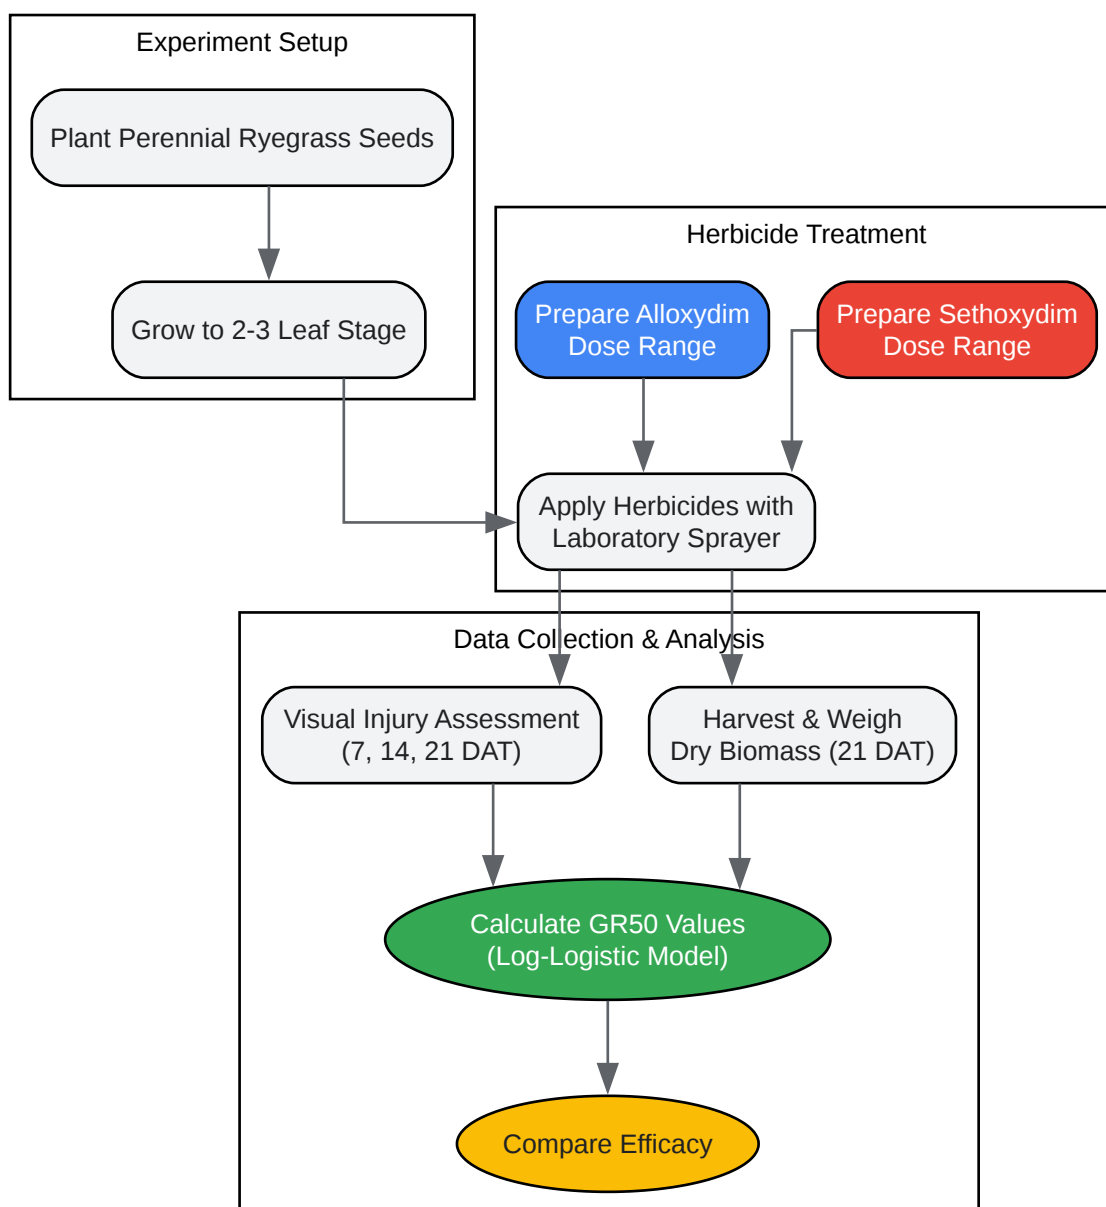 Experiment Setup
Plant Perennial Ryegrass Seeds
Grow to 2-3 Leaf Stage
Herbicide Treatment
Prepare Alloxydim
Dose Range
Prepare Sethoxydim
Dose Range
Apply Herbicides with
Laboratory Sprayer
Data Collection & Analysis
Visual Injury Assessment
(7, 14, 21 DAT)
Harvest & Weigh
Dry Biomass (21 DAT)
Calculate GR50 Values
(Log-Logistic Model)
Compare Efficacy